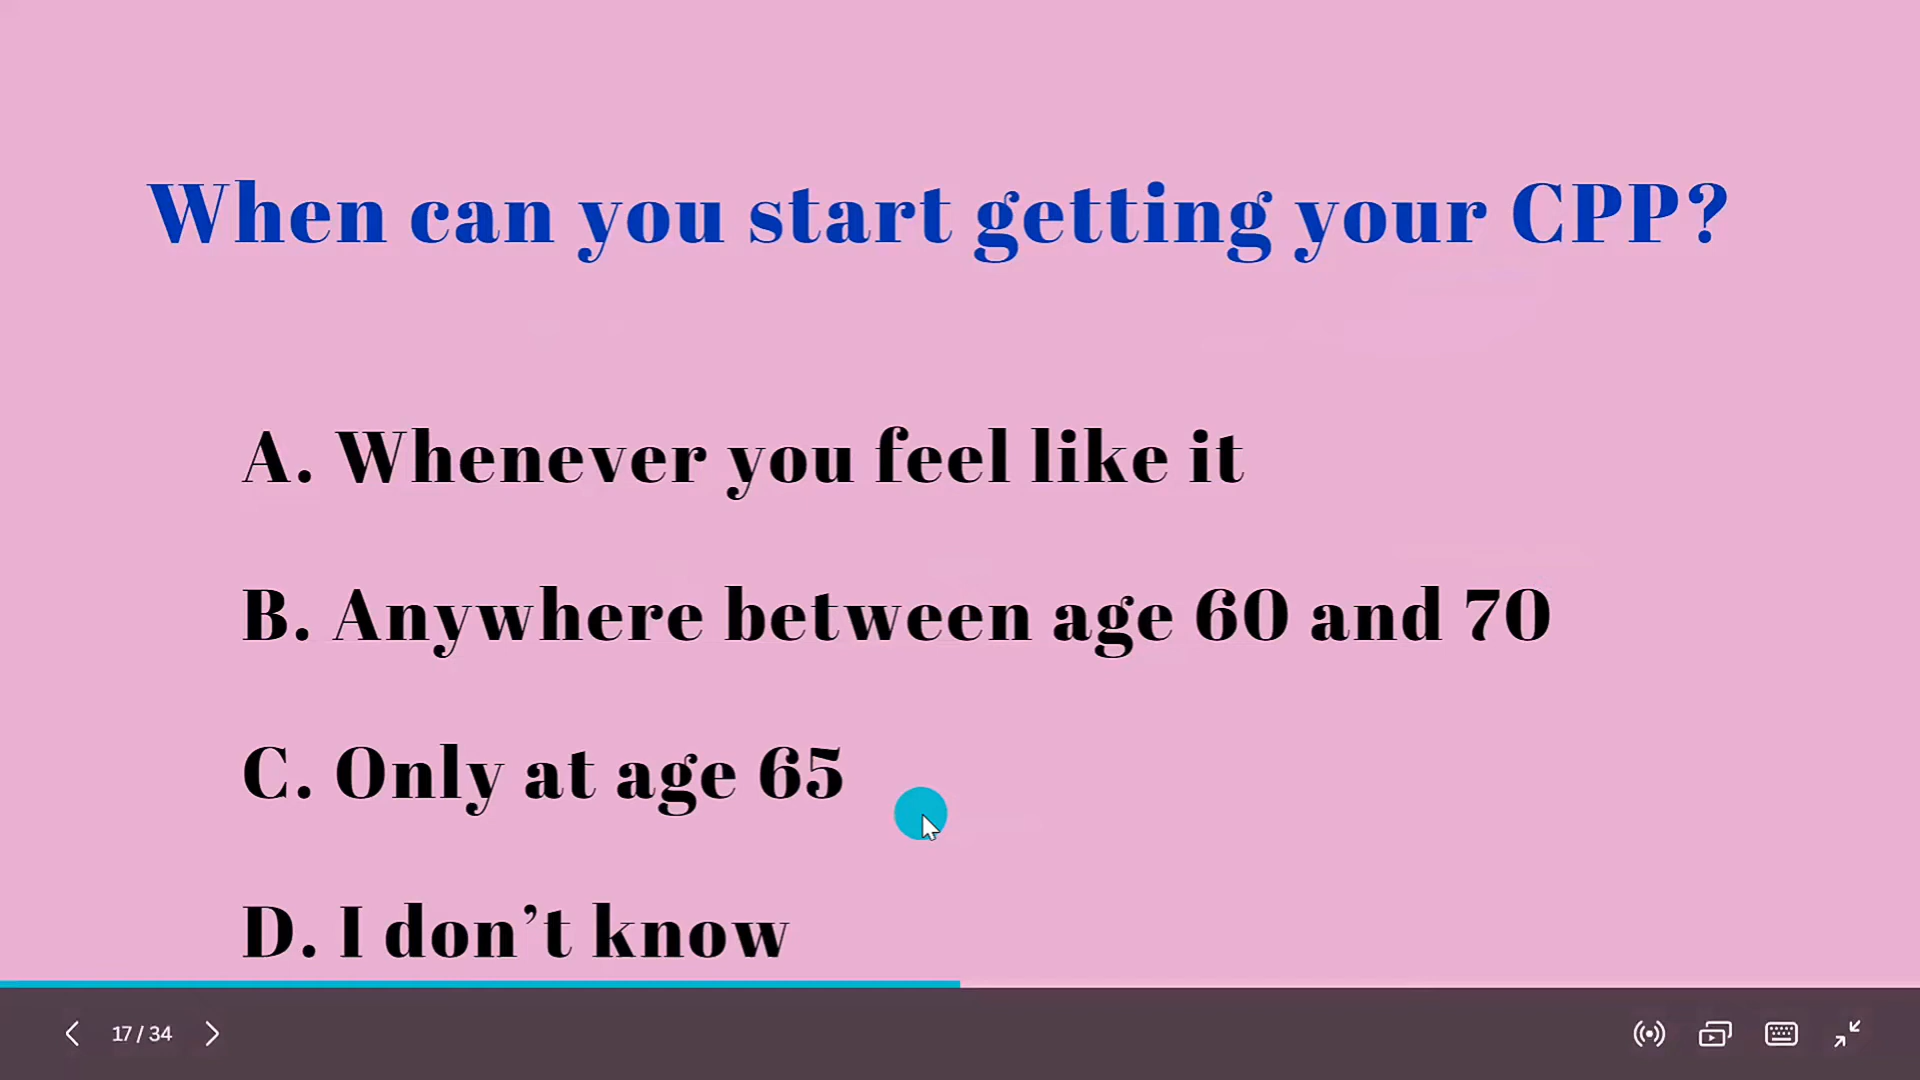 When can you start getting your CPP?
A. Whenever you feel like it
B. Anywhere between age 60 and 70
C. Only at age 65
D. I don’t know
17 / 34